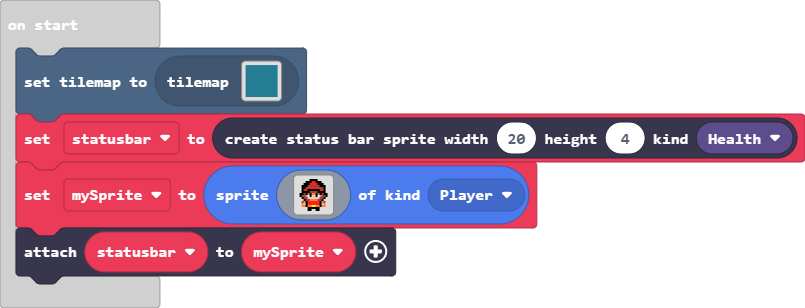 on start
set tilemap to tilemap
set statusbar to create status bar sprite width 20 height 4 kind Health
set mySprite to sprite of kind Player
attach statusbar to mySprite